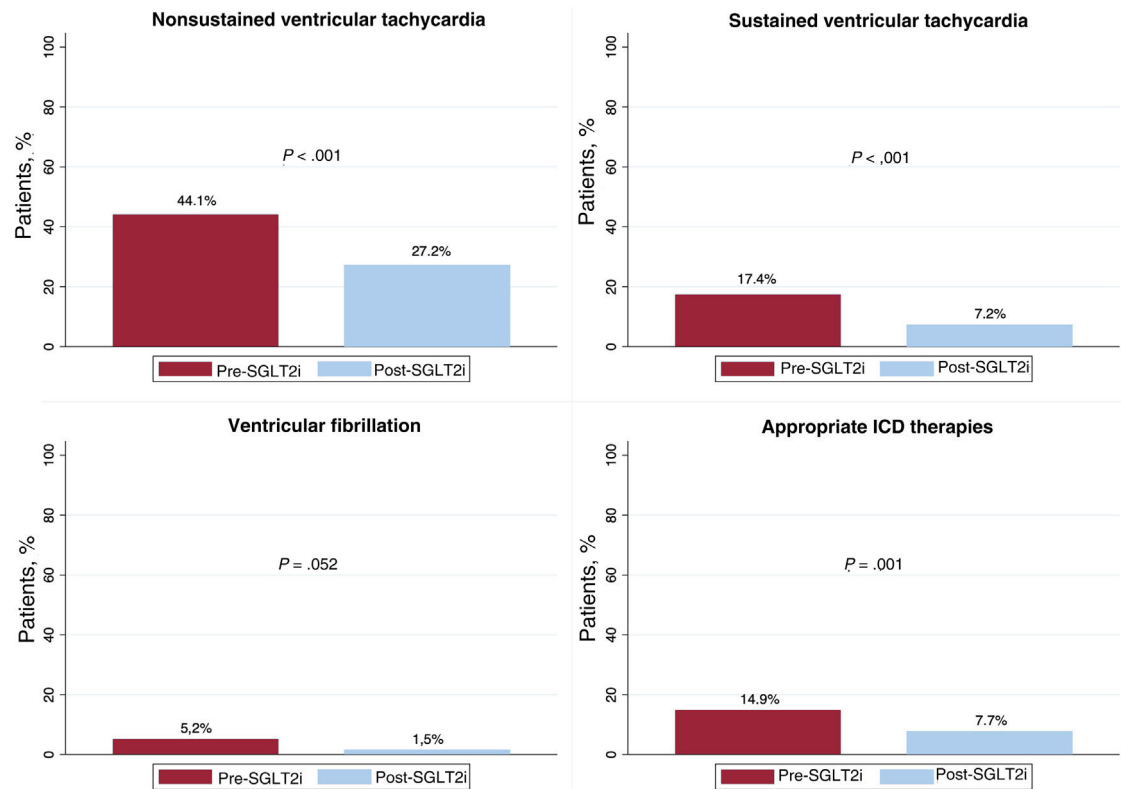 Nonsustained ventricular tachycardia
Patients, %
100
80
60
40
20
0
P < .001
44.1%
27.2%
Pre-SGLT2i Post-SGLT2i
Sustained ventricular tachycardia
Patients, %
100
80
60
40
20
0
P < ,001
17.4%
7.2%
Pre-SGLT2i Post-SGLT2i
Ventricular fibrillation
Patients, %
100
80
60
40
20
0
P = .052
5,2%
1,5%
Pre-SGLT2i Post-SGLT2i
Appropriate ICD therapies
Patients, %
100
80
60
40
20
0
P = .001
14.9%
7.7%
Pre-SGLT2i Post-SGLT2i